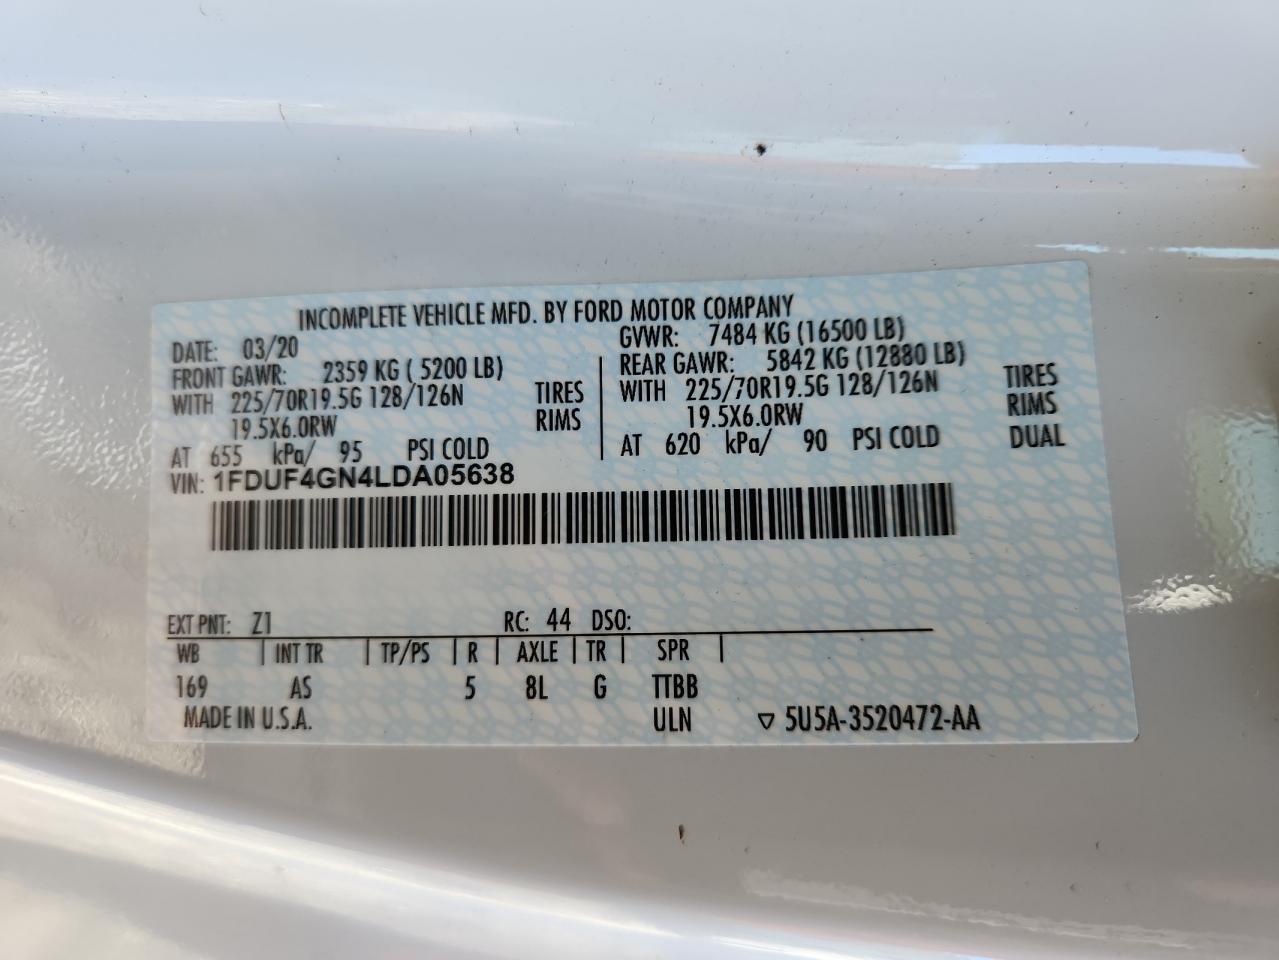 INCOMPLETE VEHICLE MFD. BY FORD MOTOR COMPANY
DATE: 03/20 GVWR: 7484 KG (16500 LB)
FRONT GAWR: 2359 KG ( 5200 LB) REAR GAWR: 5842 KG (12880 LB)
WITH 225/70R19.5G 128/126N TIRES WITH 225/70R19.5G 128/126N TIRES
19.5X6.0RW RIMS 19.5X6.0RW RIMS
AT 655 kPa/ 95 PSI COLD AT 620 kPa/ 90 PSI COLD DUAL
VIN: 1FDUF4GN4LDA05638
EXT PNT: Z1 RC: 44 DSO:
WB | INT TR | TP/PS | R | AXLE | TR | SPR |
169 AS 5 8L G TTBB
MADE IN U.S.A. ULN ▽ 5U5A-3520472-AA